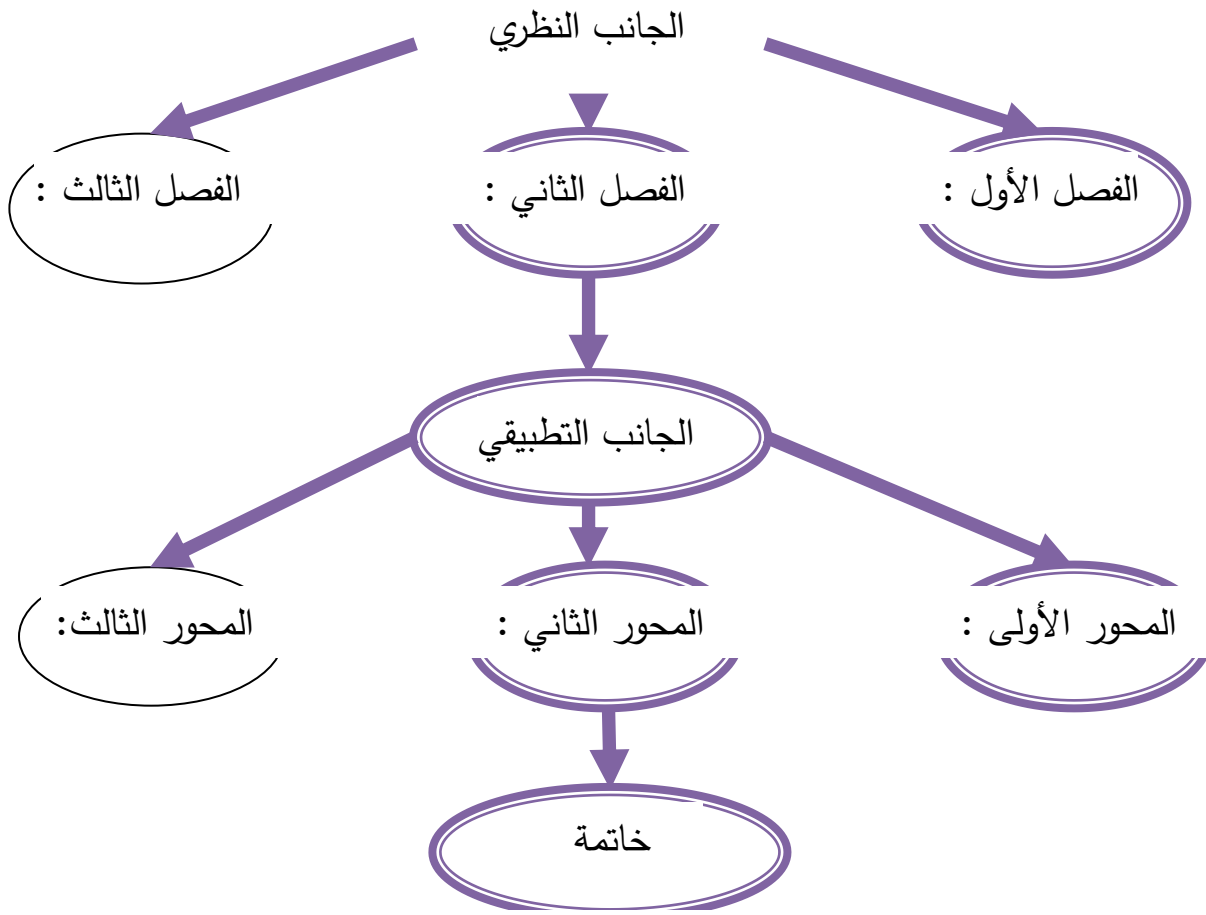 الجانب النظري
الفصل الأول :
الفصل الثاني :
الفصل الثالث :
الجانب التطبيقي
المحور الأولى :
المحور الثاني :
المحور الثالث:
خاتمة